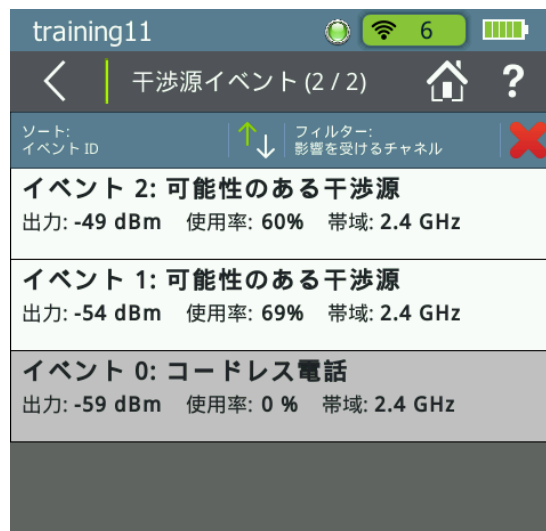 training11
6
干渉源イベント (2 / 2)
?
ソート:
イベント ID
フィルター:
影響を受けるチャネル
イベント 2: 可能性のある干渉源
出力: -49 dBm 使用率: 60% 帯域: 2.4 GHz
イベント 1: 可能性のある干渉源
出力: -54 dBm 使用率: 69% 帯域: 2.4 GHz
イベント 0: コードレス電話
出力: -59 dBm 使用率: 0 % 帯域: 2.4 GHz